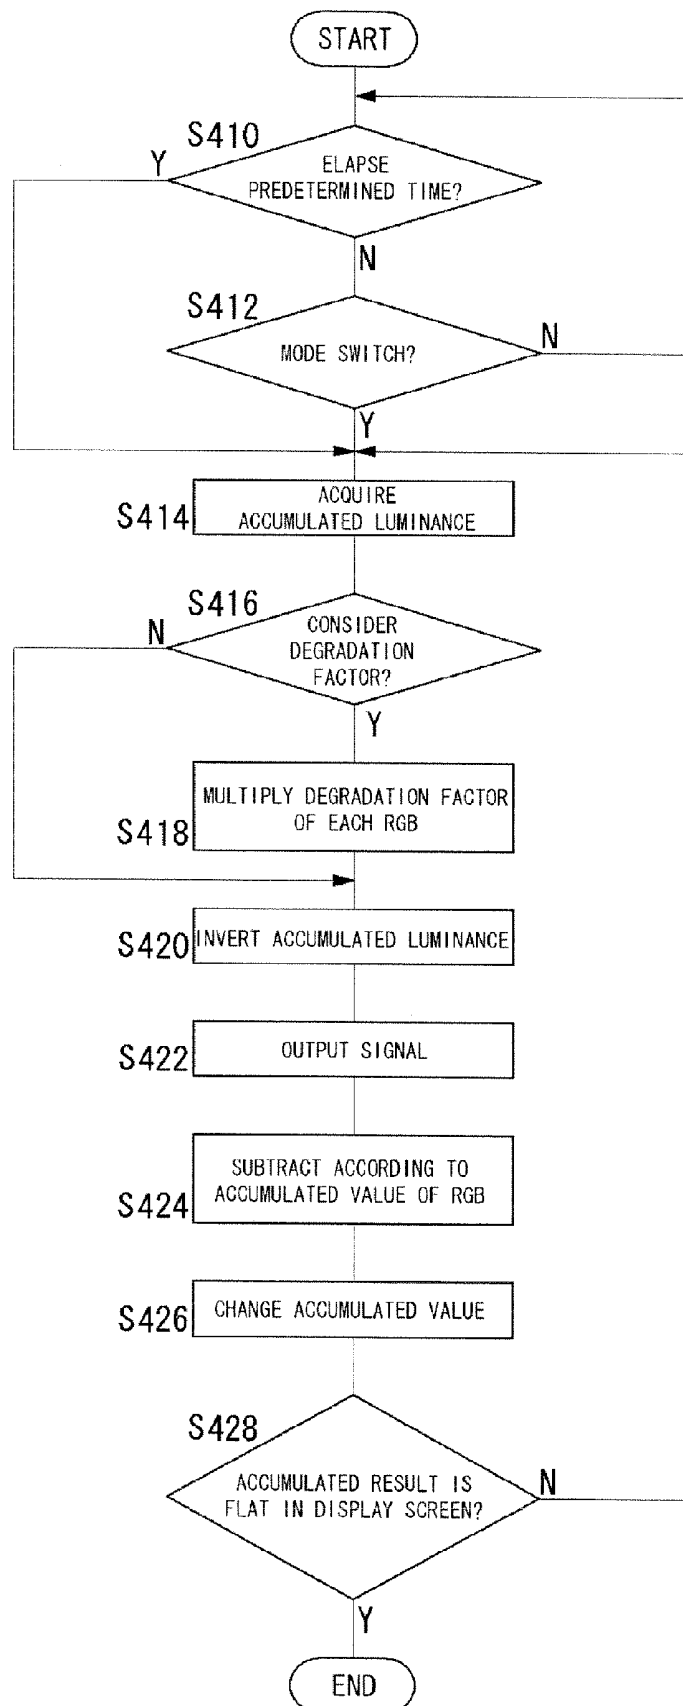 START
S410
Y
ELAPSE
PREDETERMINED TIME?
N
S412
MODE SWITCH?
N
Y
ACQUIRE
ACCUMULATED LUMINANCE
S414
S416
N
CONSIDER
DEGRADATION
FACTOR?
Y
MULTIPLY DEGRADATION FACTOR
OF EACH RGB
S418
S420
INVERT ACCUMULATED LUMINANCE
S422
OUTPUT SIGNAL
SUBTRACT ACCORDING TO
ACCUMULATED VALUE OF RGB
S424
S426
CHANGE ACCUMULATED VALUE
S428
ACCUMULATED RESULT IS
FLAT IN DISPLAY SCREEN?
N
Y
END